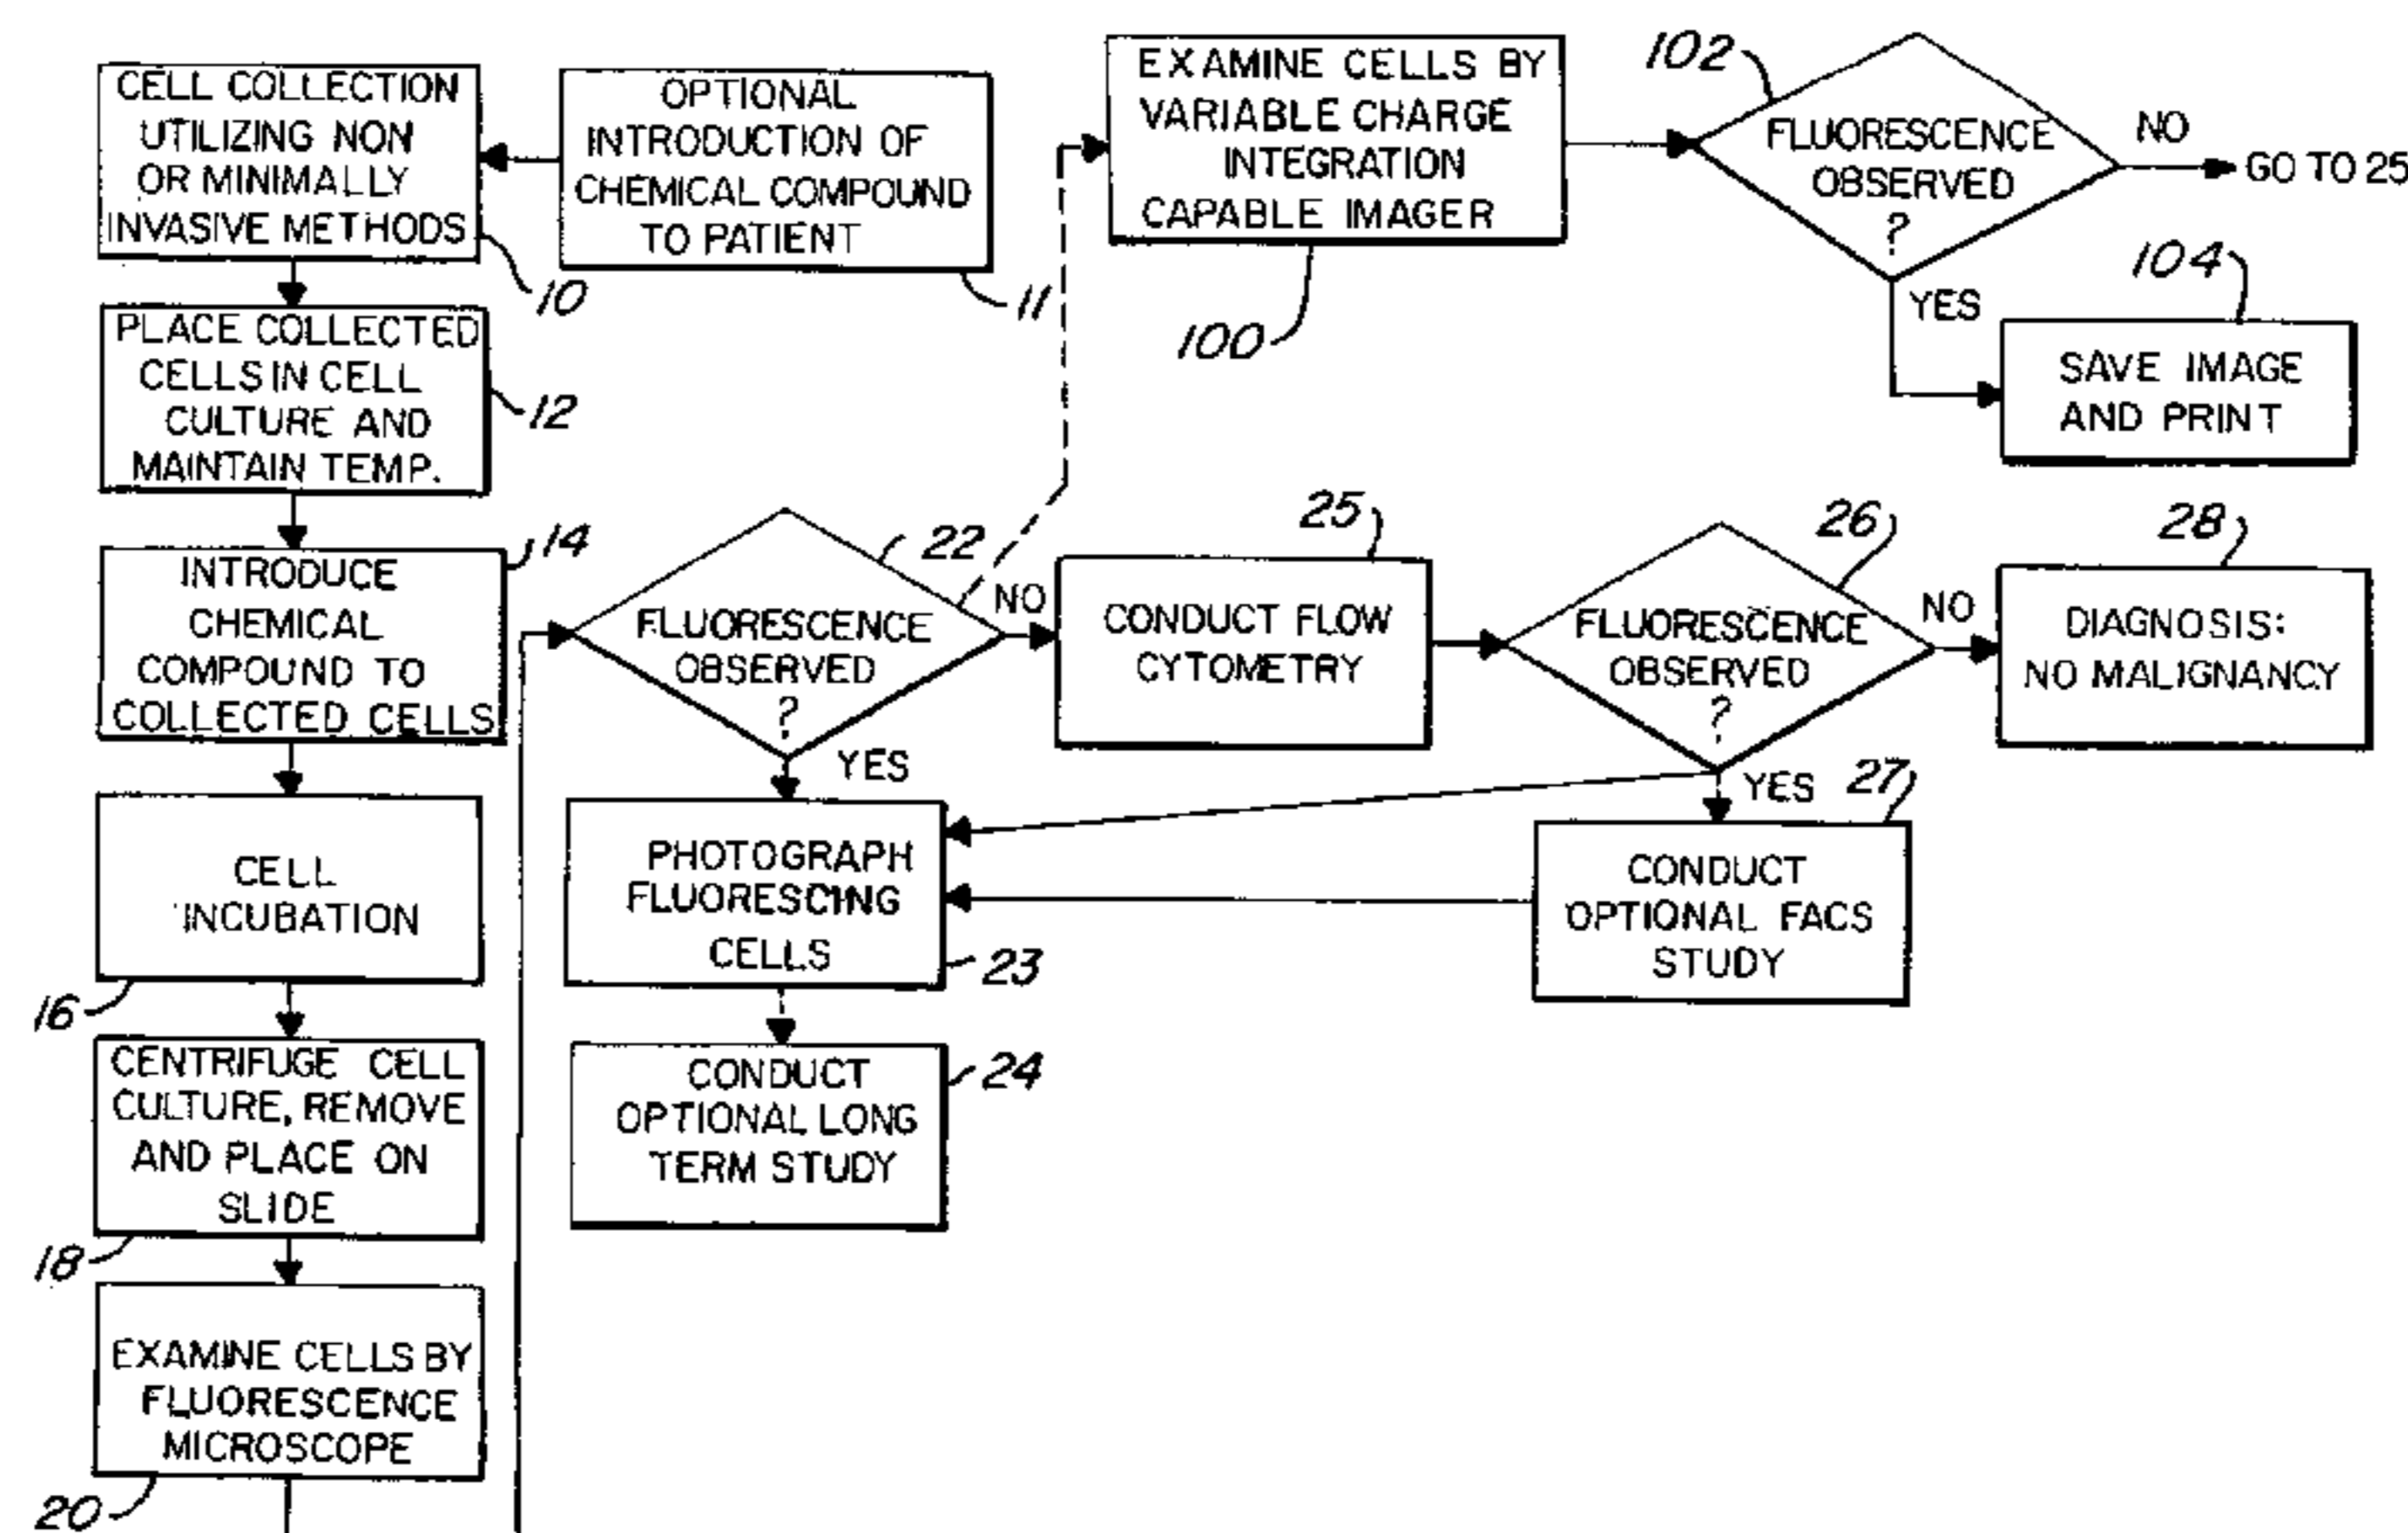 CELL COLLECTION
UTILIZING NON
OR MINIMALLY
INVASIVE METHODS
10
OPTIONAL
INTRODUCTION OF
CHEMICAL COMPOUND
TO PATIENT
11
EXAMINE CELLS BY
VARIABLE CHARGE
INTEGRATION
CAPABLE IMAGER
100
102
FLUORESCENCE
OBSERVED
?
NO
GO TO 25
YES
104
SAVE IMAGE
AND PRINT
PLACE COLLECTED
CELLS IN CELL
CULTURE AND
MAINTAIN TEMP.
12
INTRODUCE
CHEMICAL
COMPOUND TO
COLLECTED CELLS
14
22
FLUORESCENCE
OBSERVED
?
NO
YES
25
CONDUCT FLOW
CYTOMETRY
26
FLUORESCENCE
OBSERVED
?
NO
YES
28
DIAGNOSIS:
NO MALIGNANCY
27
CONDUCT
OPTIONAL FACS
STUDY
CELL
INCUBATION
16
PHOTOGRAPH
FLUORESCING
CELLS
23
CENTRIFUGE CELL
CULTURE, REMOVE
AND PLACE ON
SLIDE
18
CONDUCT
OPTIONAL LONG
TERM STUDY
24
EXAMINE CELLS BY
FLUORESCENCE
MICROSCOPE
20